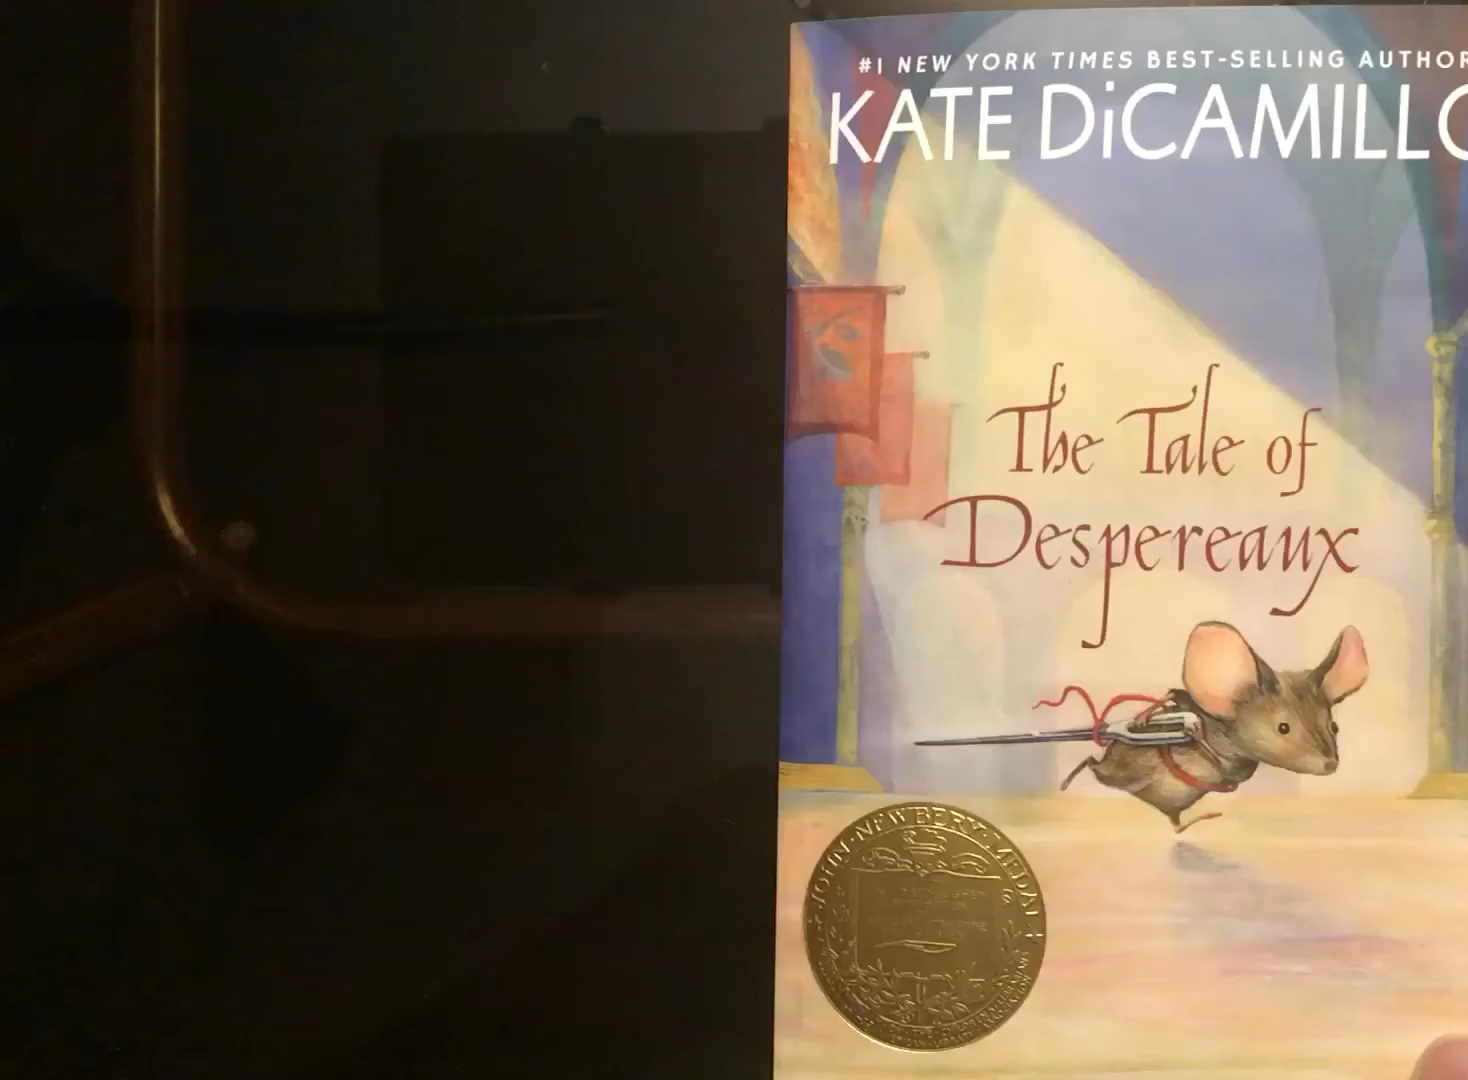 #1 NEW YORK TIMES BEST-SELLING AUTHOR
KATE DiCAMILLO
The Tale of
Despereaux
JOHN · NEWBERY · MEDAL